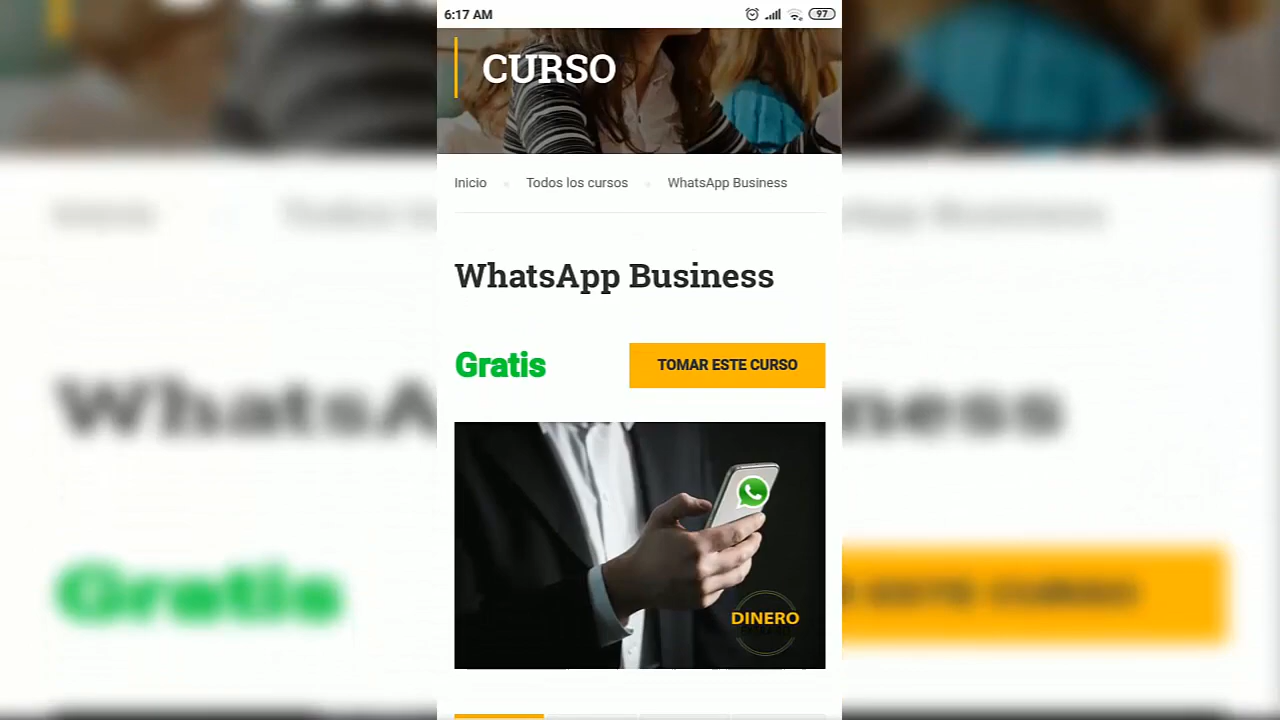 6:17 AM
97
CURSO
Inicio
Todos los cursos
WhatsApp Business
WhatsApp Business
Gratis
TOMAR ESTE CURSO
DINERO